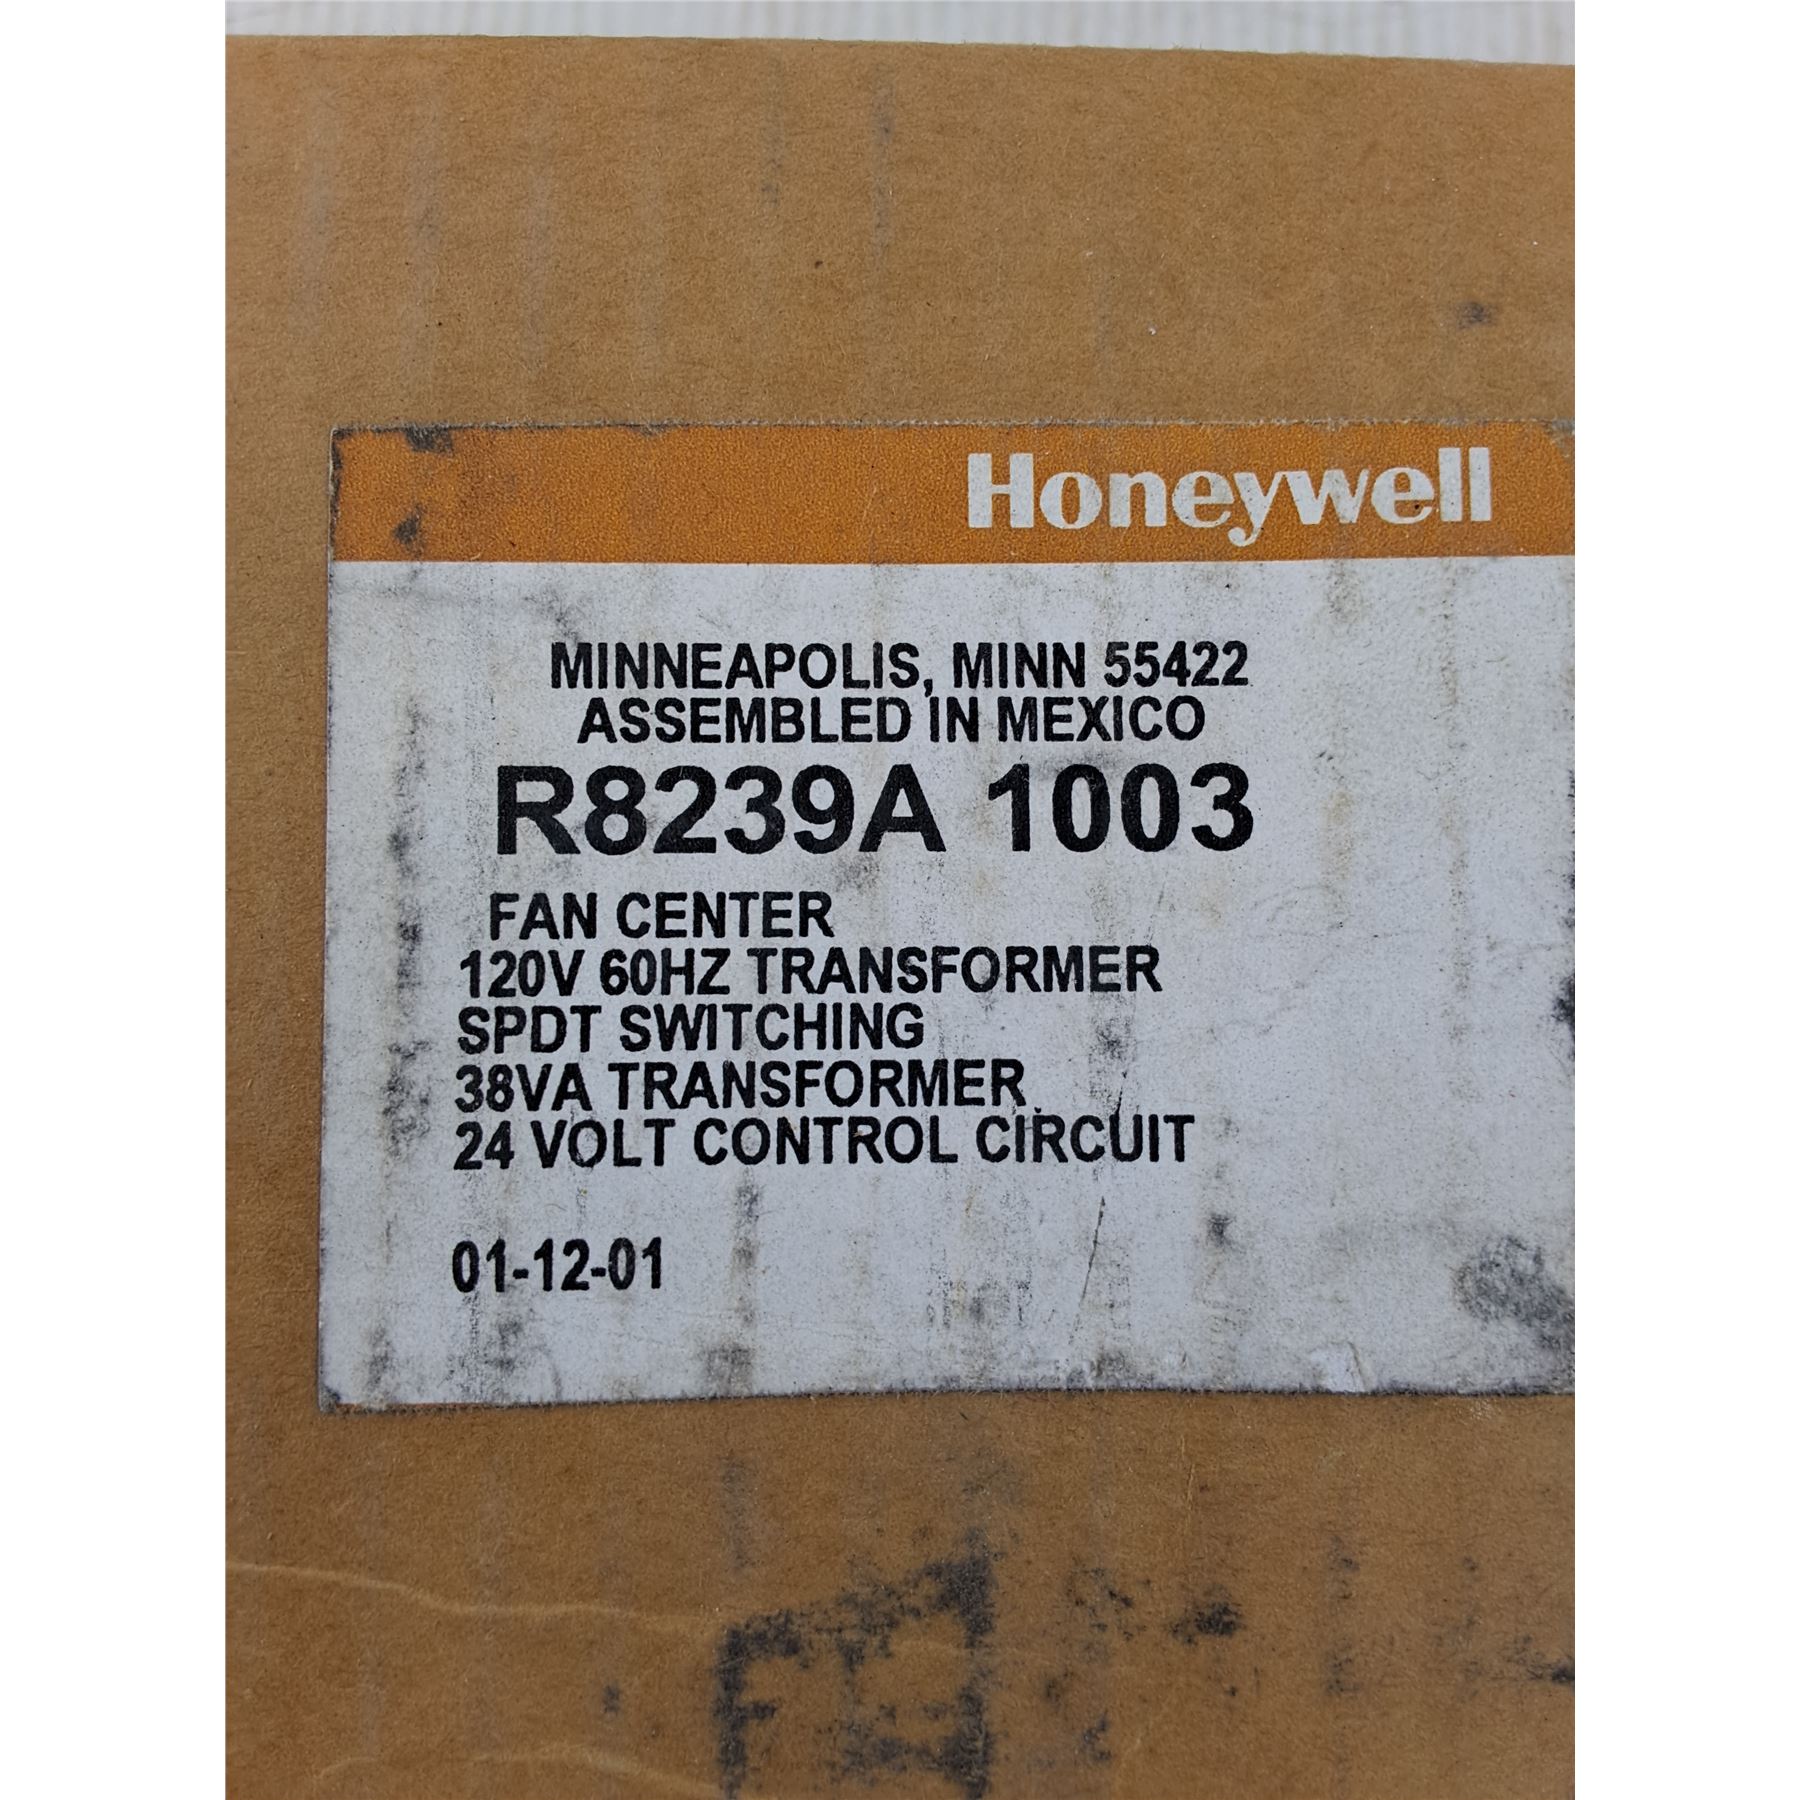 Honeywell
MINNEAPOLIS, MINN 55422
ASSEMBLED IN MEXICO
R8239A 1003
FAN CENTER
120V 60HZ TRANSFORMER
SPDT SWITCHING
38VA TRANSFORMER
24 VOLT CONTROL CIRCUIT
01-12-01